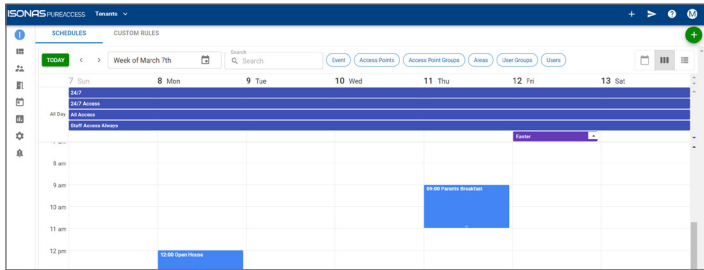 ISONAS PUREACCESS Tenants
M
SCHEDULES CUSTOM RULES
TODAY Week of March 7th Search Search Event Access Points Access Point Groups Areas User Groups Users
7 Sun 8 Mon 9 Tue 10 Wed 11 Thu 12 Fri 13 Sat
24/7
24/7 Access
All Day All Access
Staff Access Always
Easter
8 am
9 am 09:00 Parents Breakfast
10 am
11 am
12 pm 12:00 Open House